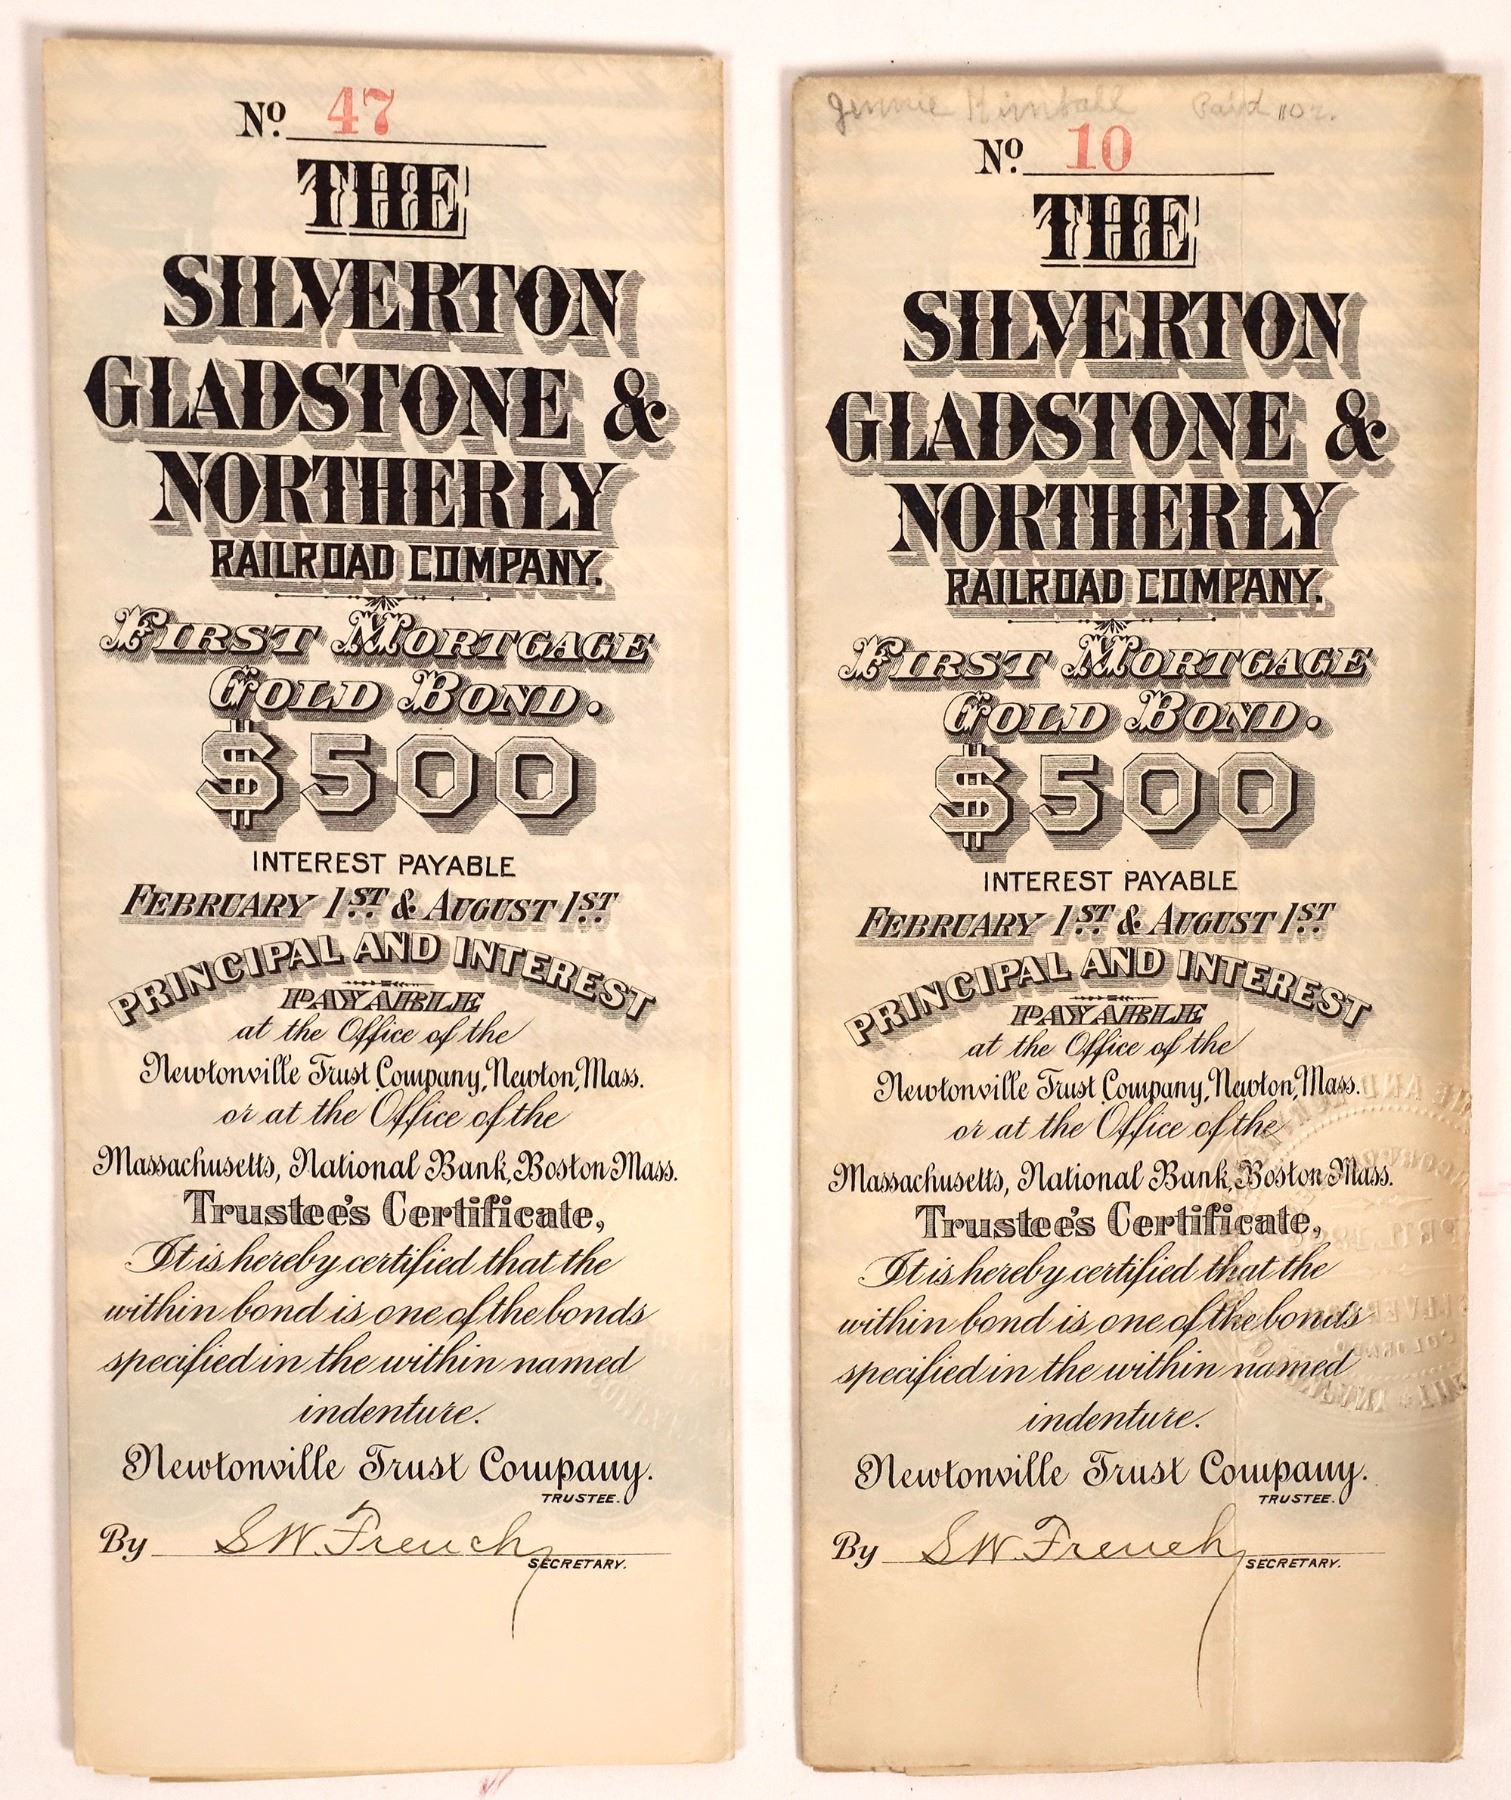 No. 47
THE
SILVERTON
GLADSTONE &
NORTHERLY
RAILROAD COMPANY.
FIRST MORTGAGE
GOLD BOND.
$500
INTEREST PAYABLE
FEBRUARY 1ST & AUGUST 1ST
PRINCIPAL AND INTEREST
PAYABLE
at the Office of the
Newtonville Trust Company, Newton, Mass.
or at the Office of the
Massachusetts, National Bank, Boston Mass.
Trustee's Certificate,
It is hereby certified that the
within bond is one of the bonds
specified in the within named
indenture.
Newtonville Trust Company.
TRUSTEE.
By S.W. French
SECRETARY.
Jennie Kimball Paid
No. 10
THE
SILVERTON
GLADSTONE &
NORTHERLY
RAILROAD COMPANY.
FIRST MORTGAGE
GOLD BOND.
$500
INTEREST PAYABLE
FEBRUARY 1ST & AUGUST 1ST
PRINCIPAL AND INTEREST
PAYABLE
at the Office of the
Newtonville Trust Company, Newton, Mass.
or at the Office of the
Massachusetts, National Bank, Boston Mass.
Trustee's Certificate,
It is hereby certified that the
within bond is one of the bonds
specified in the within named
indenture.
Newtonville Trust Company.
TRUSTEE.
By S.W. French
SECRETARY.